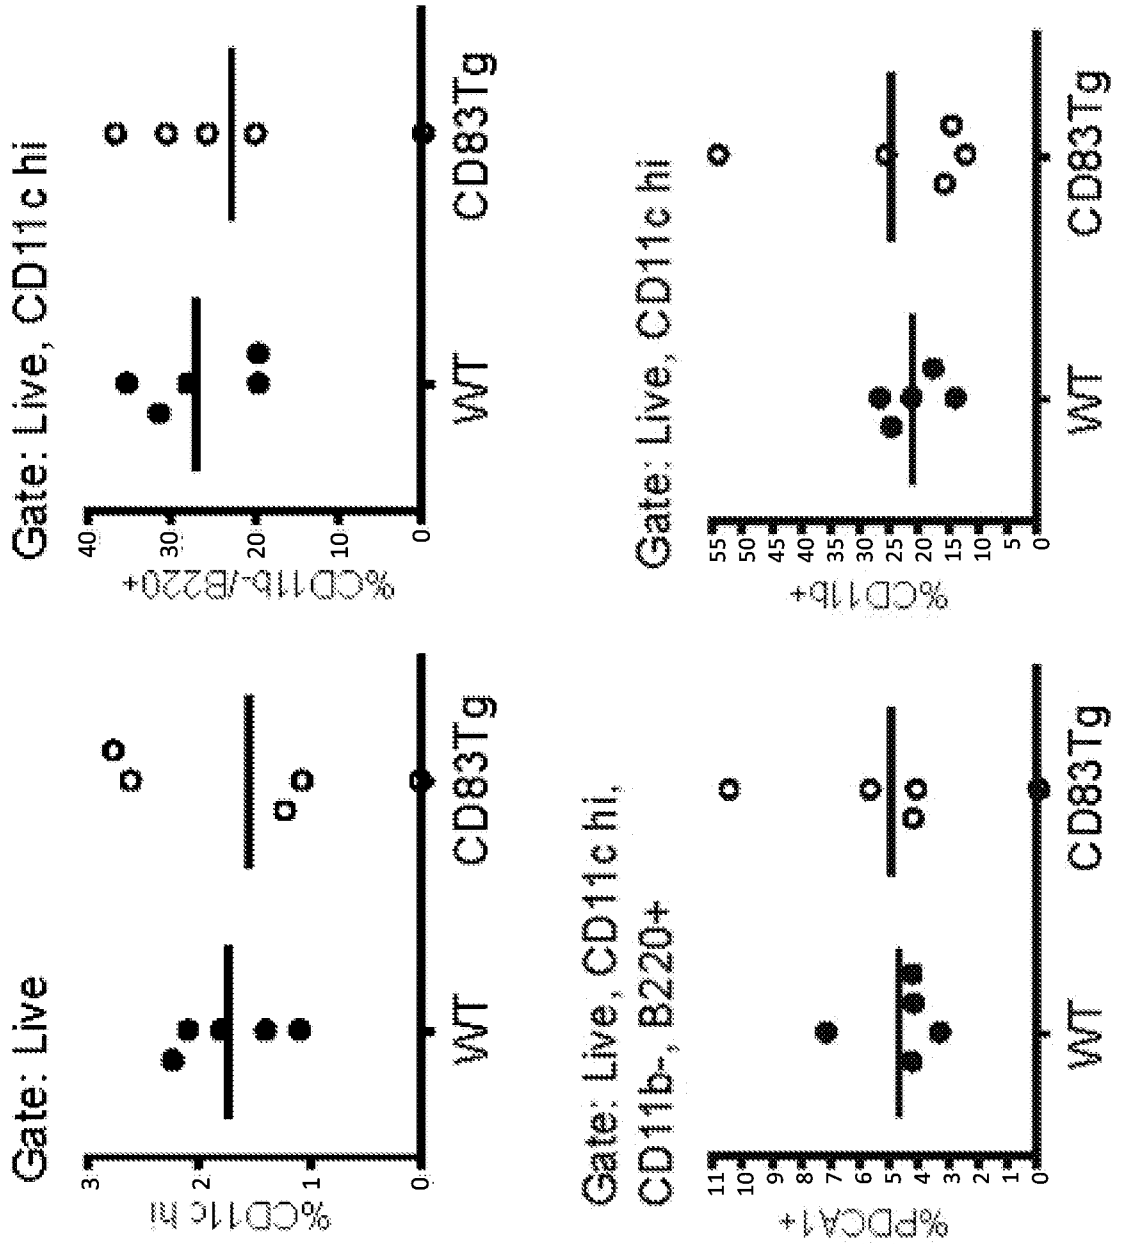 Gate: Live
%CD11c hi
3
2
1
0
WT
CD83Tg
Gate: Live, CD11c hi
%CD11b-/B220+
40
30
20
10
0
WT
CD83Tg
Gate: Live, CD11c hi,
CD11b-, B220+
%PDCA1+
11
10
9
8
7
6
5
4
3
2
1
0
WT
CD83Tg
Gate: Live, CD11c hi
%CD11b+
55
50
45
40
35
30
25
20
15
10
5
0
WT
CD83Tg